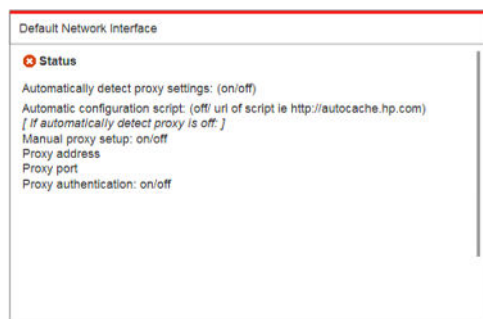 Default Network Interface
Status
Automatically detect proxy settings: (on/off)
Automatic configuration script: (off/ url of script ie http://autocache.hp.com)
[ If automatically detect proxy is off: ]
Manual proxy setup: on/off
Proxy address
Proxy port
Proxy authentication: on/off